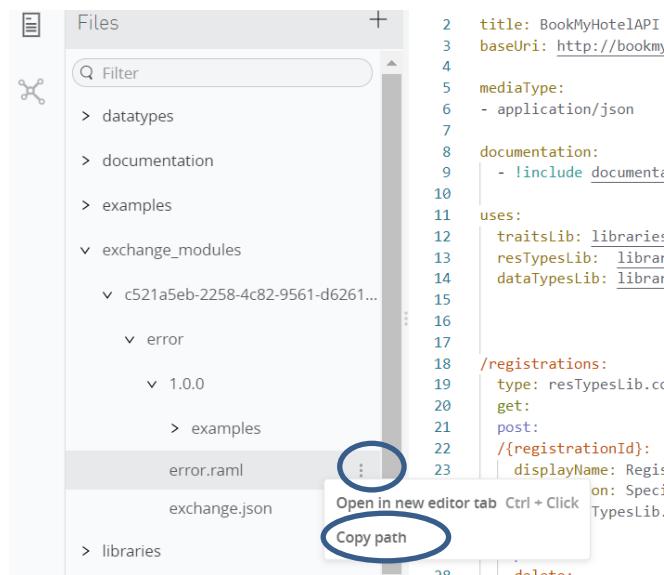 Files
Filter
datatypes
documentation
examples
exchange_modules
c521a5eb-2258-4c82-9561-d6261...
error
1.0.0
examples
error.raml
exchange.json
libraries
Open in new editor tab Ctrl + Click
Copy path
2 title: BookMyHotelAPI
3 baseUri: http://bookmy
4
5 mediaType:
6 - application/json
7
8 documentation:
9 - !include documenta
10
11 uses:
12 traitsLib: libraries
13 resTypesLib: librar
14 dataTypesLib: librar
15
16
17
18 /registrations:
19 type: resTypesLib.co
20 get:
21 post:
22 /{registrationId}:
23 displayName: Regis
on: Speci
TypesLib.
28 delete: